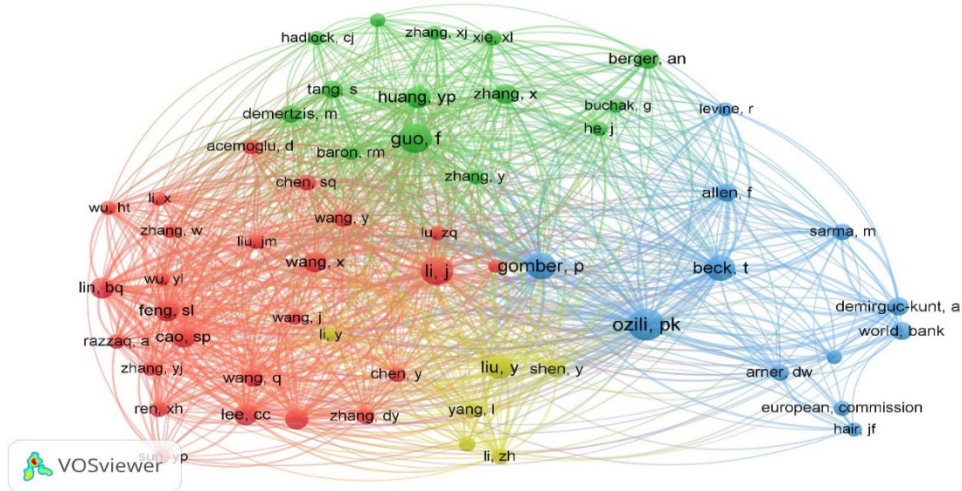 hadlock, cj
zhang, xj
xie, xl
berger, an
tang, s
huang, yp
zhang, x
buchak, g
levine, r
demertzis, m
he, j
guo, f
acemoglu, d
baron, rm
zhang, y
chen, sq
allen, f
li, x
wu, ht
wang, y
zhang, w
liu, jm
lu, zq
sarma, m
wang, x
li, j
gomber, p
beck, t
wu, yl
lin, bq
feng, sl
demirguc-kunt, a
wang, j
ozili, pk
cao, sp
li, y
world, bank
razzaq, a
zhang, yj
liu, y
shen, y
wang, q
chen, y
arner, dw
ren, xh
lee, cc
zhang, dy
yang, l
european, commission
hair, jf
sun, yp
li, zh
VOSviewer